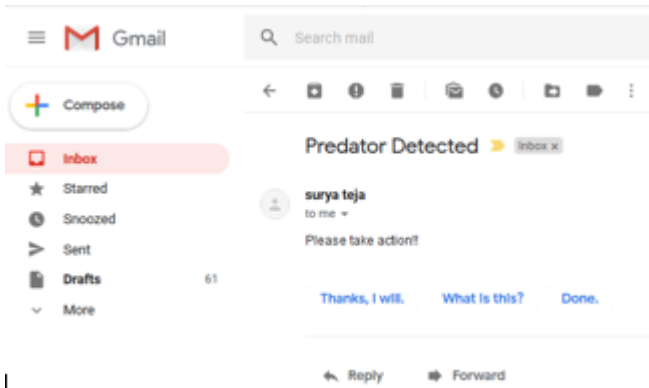 Gmail
Search mail
Compose
Inbox
Starred
Snoozed
Sent
Drafts 61
More
Predator Detected Inbox x
surya teja
to me
Please take action!!
Thanks, I will. What is this? Done.
Reply Forward